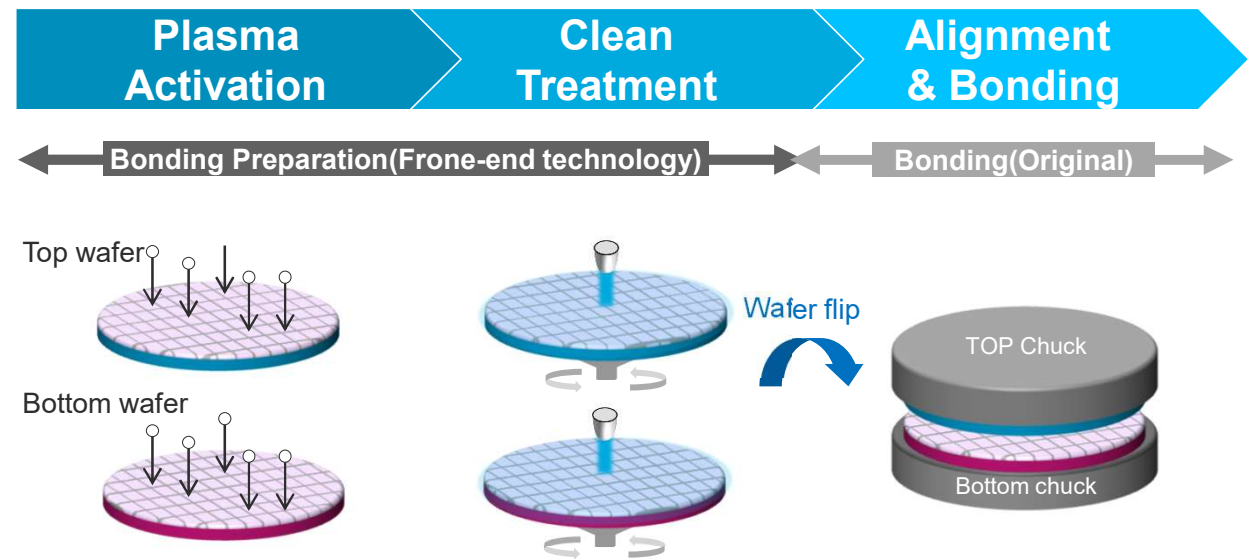 Plasma
Activation
Clean
Treatment
Alignment
& Bonding
Bonding Preparation(Frone-end technology)
Bonding(Original)
Top wafer
Wafer flip
TOP Chuck
Bottom wafer
Bottom chuck